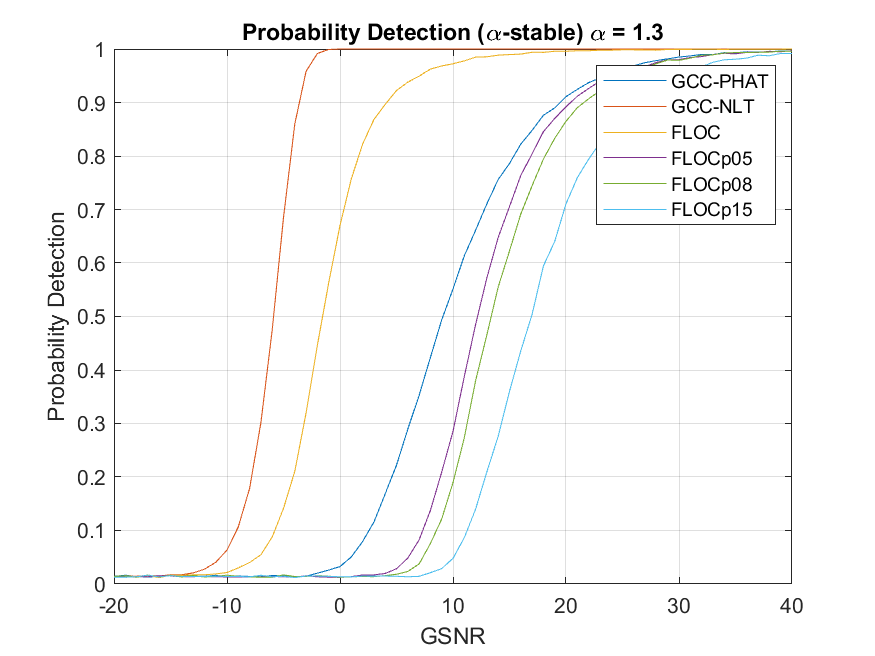 Probability Detection (α-stable) α = 1.3
1
0.9
0.8
0.7
0.6
0.5
0.4
0.3
0.2
0.1
0
Probability Detection
GCC-PHAT
GCC-NLT
FLOC
FLOCp05
FLOCp08
FLOCp15
-20 -10 0 10 20 30 40
GSNR